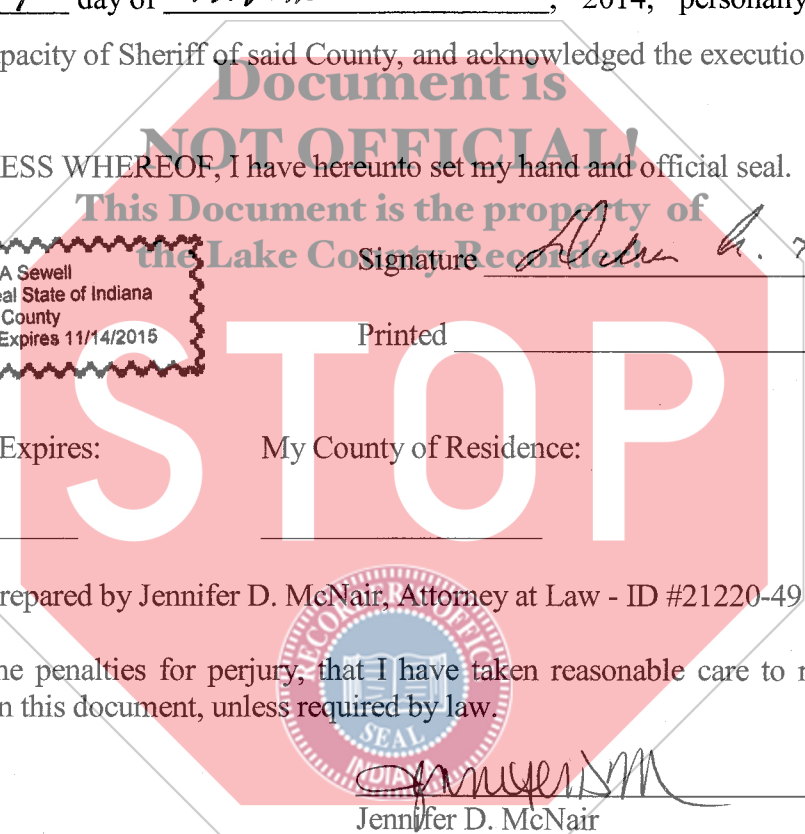 day of , 2014, personally
pacity of Sheriff of said County, and acknowledged the executio
Document is
NOT OFFICIAL!
ESS WHEREOF, I have hereunto set my hand and official seal.
This Document is the property of
the Lake County Recorder!
A Sewell
eal State of Indiana
County
Expires 11/14/2015
Signature
Printed
STOP
Expires: My County of Residence:
repared by Jennifer D. McNair, Attorney at Law - ID #21220-49
RECORDER OFFICE
he penalties for perjury, that I have taken reasonable care to r
n this document, unless required by law.
SEAL
INDIANA
Jennifer D. McNair